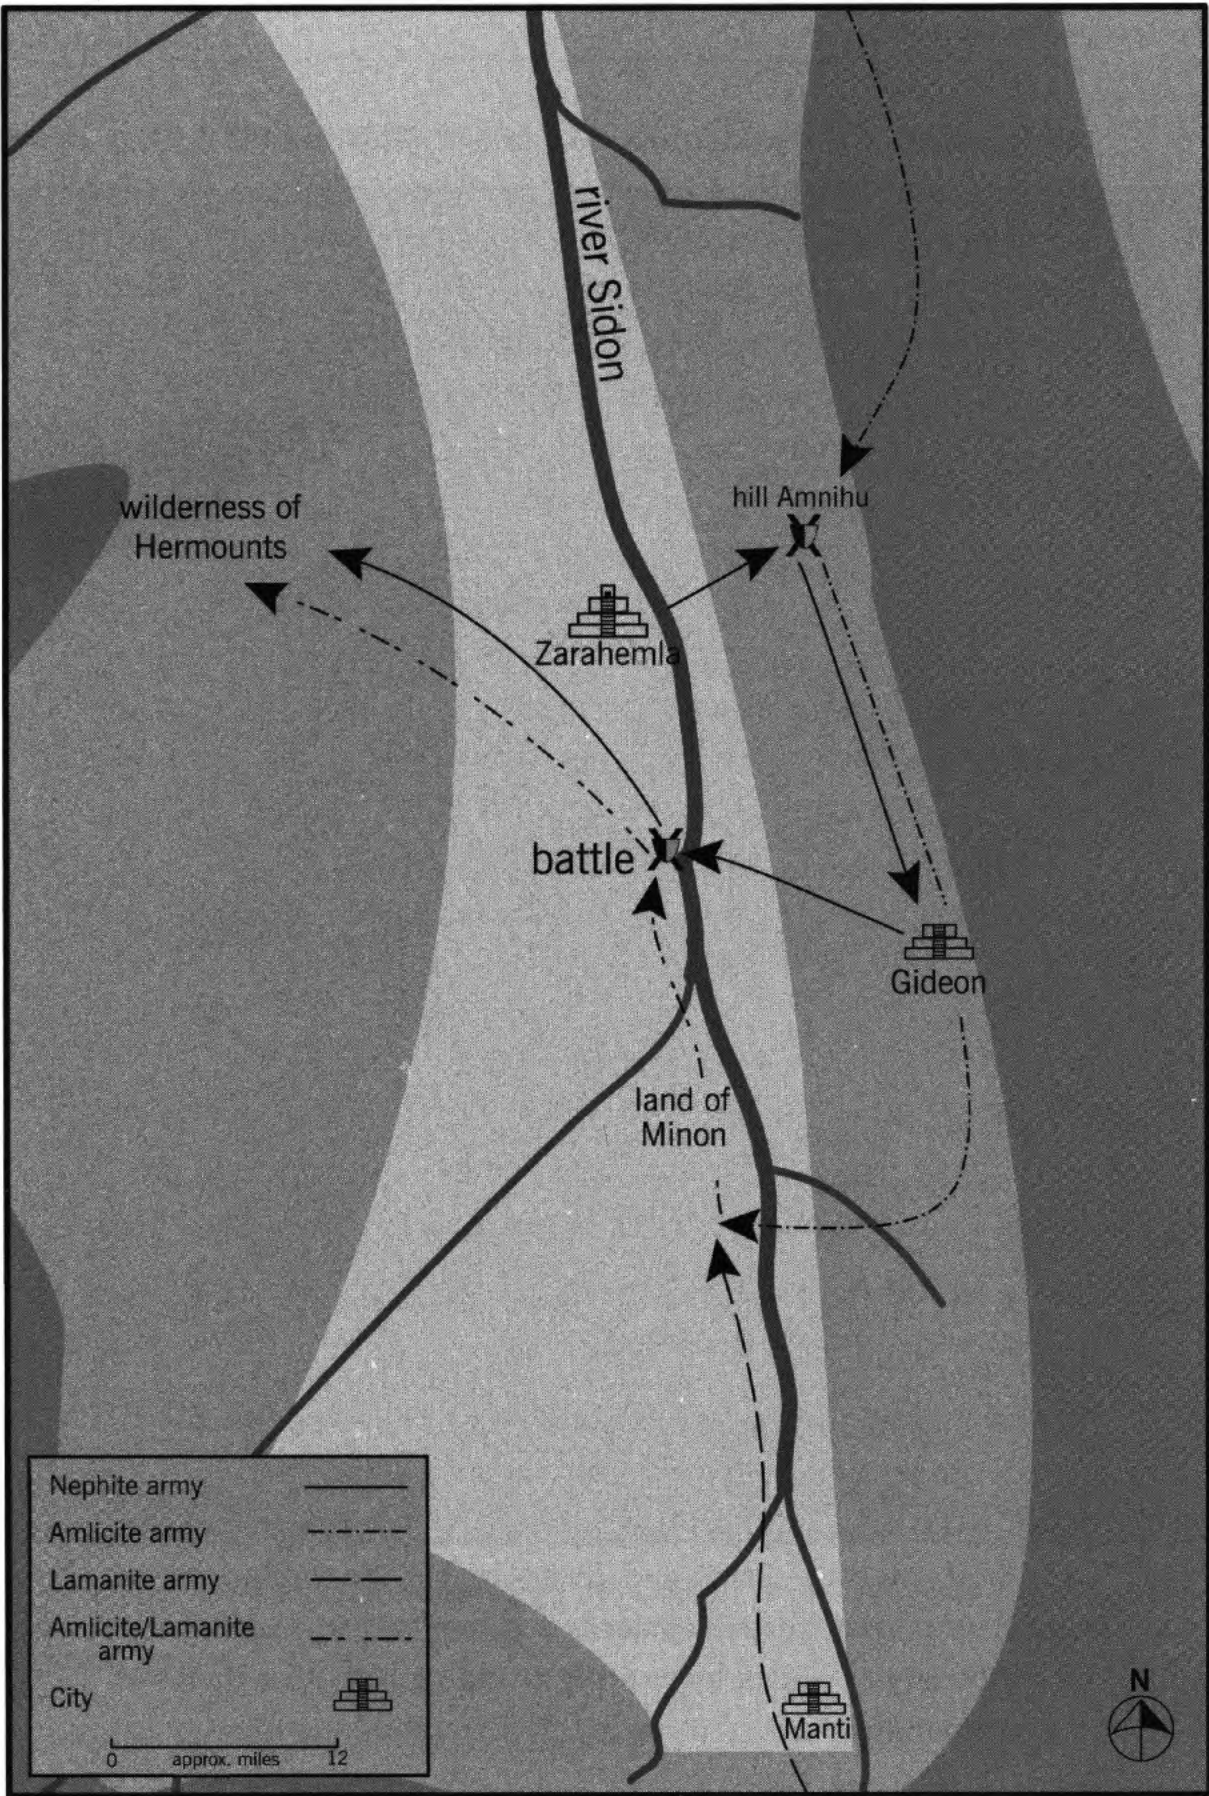 river Sidon
wilderness of
Hermounts
hill Amnihu
Zarahemla
battle
Gideon
land of
Minon
Nephite army
Amlicite army
Lamanite army
Amlicite/Lamanite
army
City
0 approx. miles 12
Manti
N